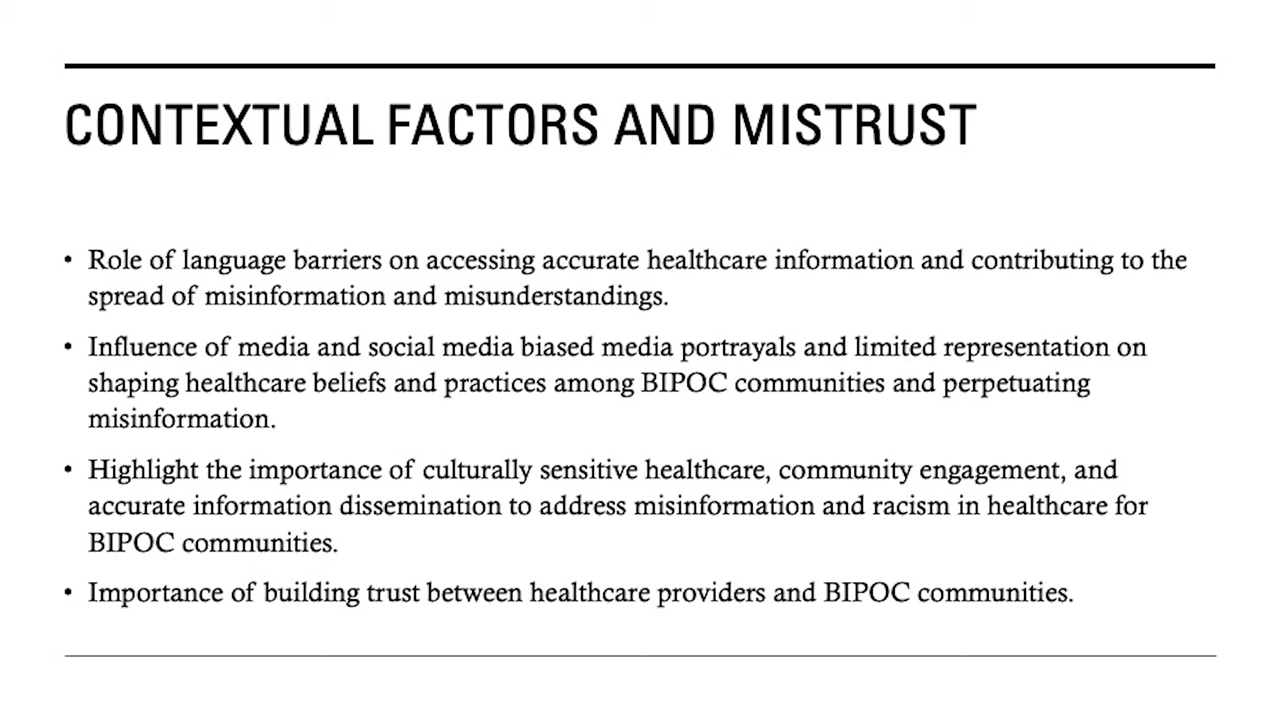 CONTEXTUAL FACTORS AND MISTRUST
• Role of language barriers on accessing accurate healthcare information and contributing to the
spread of misinformation and misunderstandings.
• Influence of media and social media biased media portrayals and limited representation on
shaping healthcare beliefs and practices among BIPOC communities and perpetuating
misinformation.
• Highlight the importance of culturally sensitive healthcare, community engagement, and
accurate information dissemination to address misinformation and racism in healthcare for
BIPOC communities.
• Importance of building trust between healthcare providers and BIPOC communities.